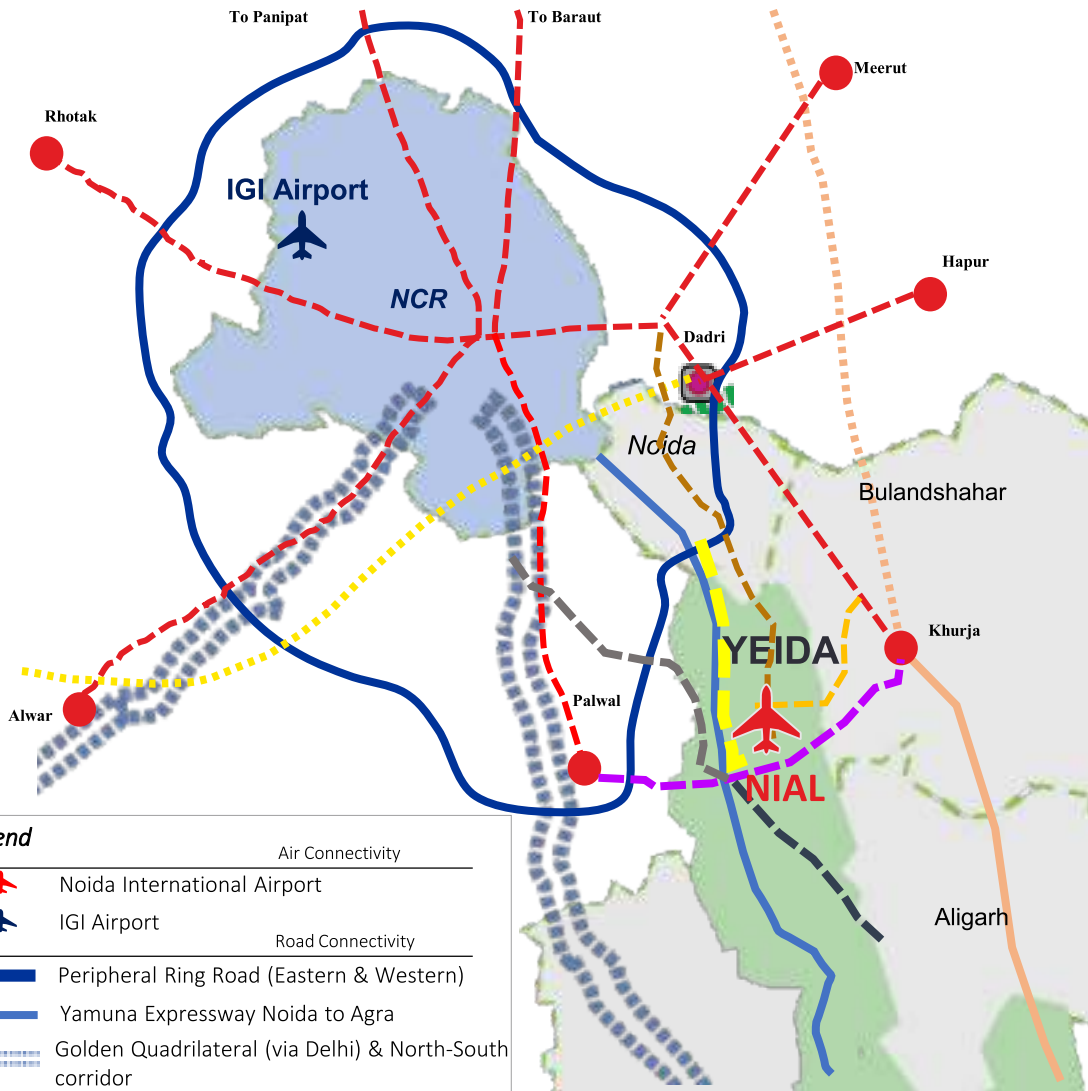 To Panipat
To Baraut
Meerut
Rhotak
IGI Airport
Hapur
NCR
Dadri
Noida
Bulandshahar
Khurja
YEIDA
Palwal
Alwar
NIAL
end
Air Connectivity
Noida International Airport
IGI Airport
Aligarh
Road Connectivity
Peripheral Ring Road (Eastern & Western)
Yamuna Expressway Noida to Agra
Golden Quadrilateral (via Delhi) & North-South
corridor